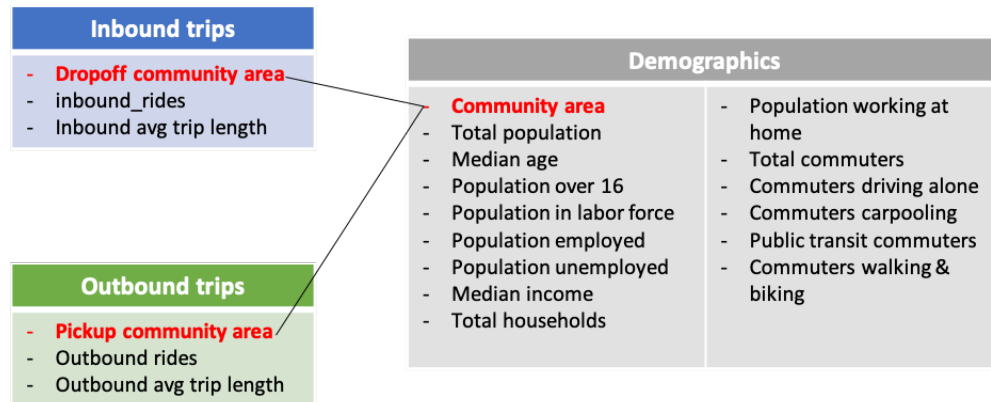 Inbound trips
- Dropoff community area
- inbound_rides
- Inbound avg trip length
Outbound trips
- Pickup community area
- Outbound rides
- Outbound avg trip length
Demographics
- Community area
- Total population
- Median age
- Population over 16
- Population in labor force
- Population employed
- Population unemployed
- Median income
- Total households
- Population working at
home
- Total commuters
- Commuters driving alone
- Commuters carpooling
- Public transit commuters
- Commuters walking &
biking